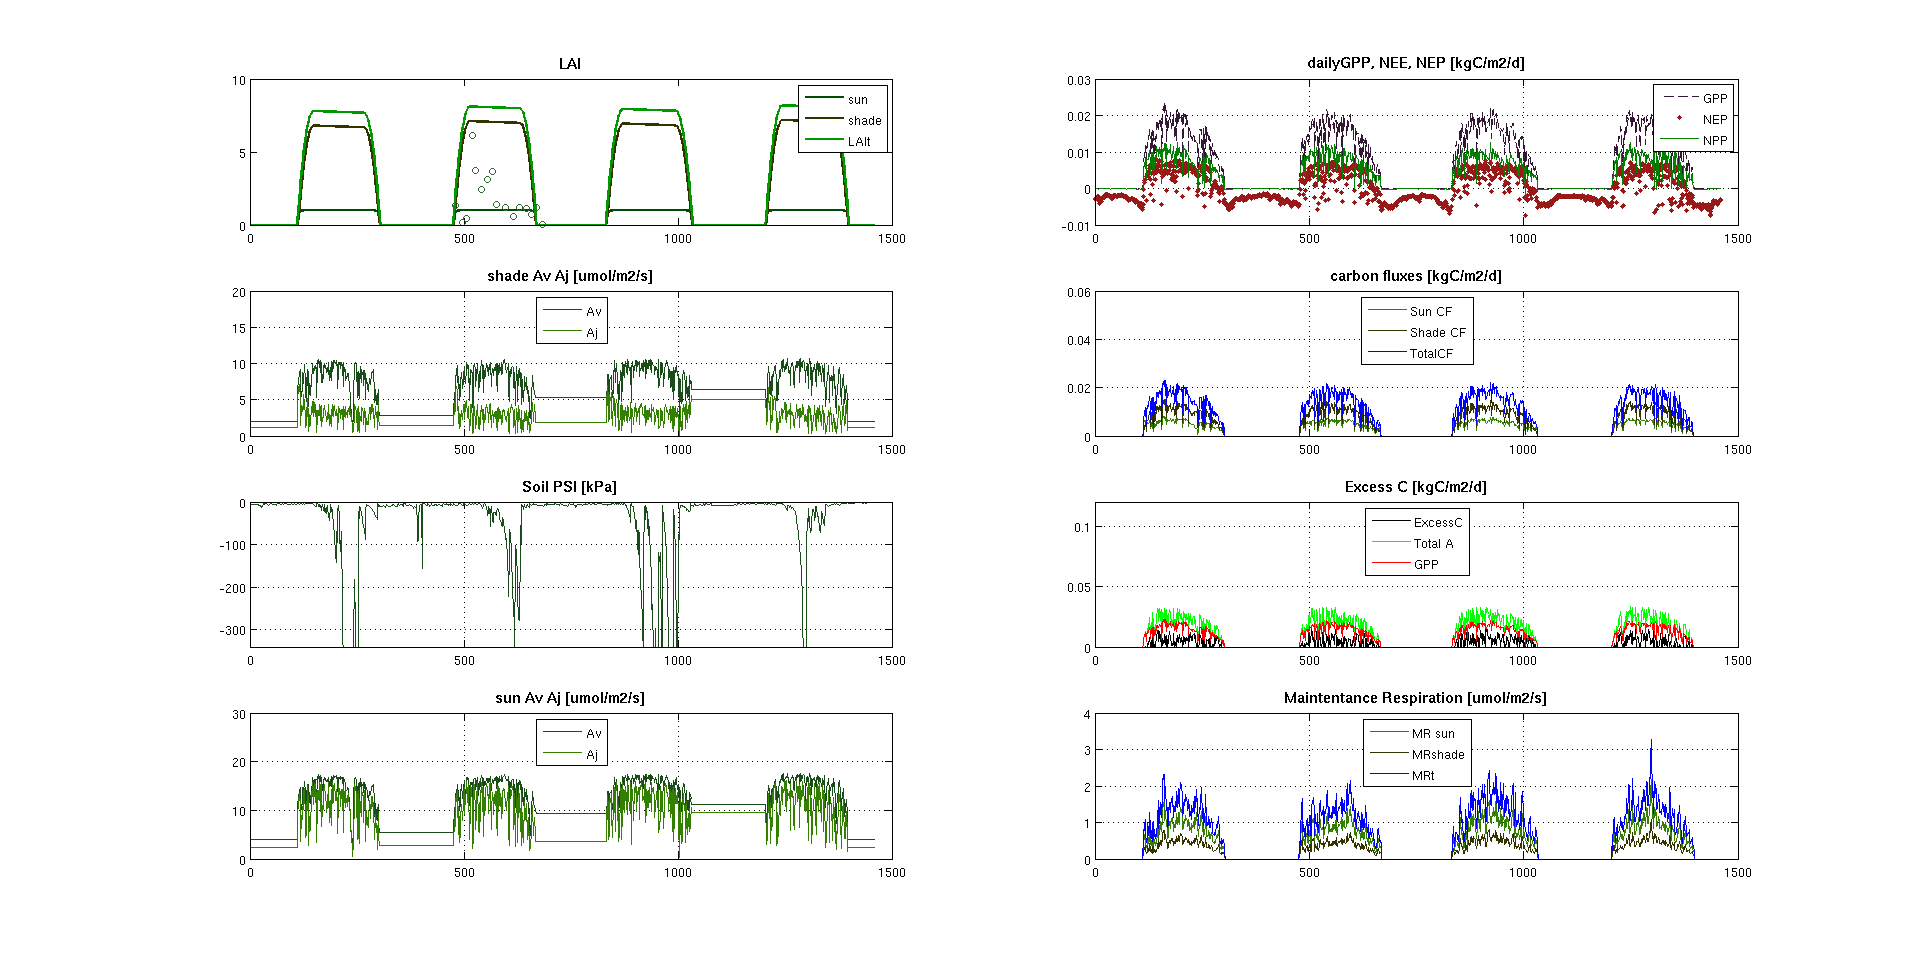 LAI
10
5
0
0
500
1000
1500
sun
shade
LAIt
dailyGPP, NEE, NEP [kgC/m2/d]
0.03
0.02
0.01
0
-0.01
0
500
1000
1500
GPP
NEP
NPP
shade Av Aj [umol/m2/s]
20
15
10
5
0
0
500
1000
1500
Av
Aj
carbon fluxes [kgC/m2/d]
0.06
0.04
0.02
0
0
500
1000
1500
Sun CF
Shade CF
TotalCF
Soil PSI [kPa]
0
-100
-200
-300
0
500
1000
1500
Excess C [kgC/m2/d]
0.1
0.05
0
0
500
1000
1500
ExcessC
Total A
GPP
sun Av Aj [umol/m2/s]
30
20
10
0
0
500
1000
1500
Av
Aj
Maintentance Respiration [umol/m2/s]
4
3
2
1
0
0
500
1000
1500
MR sun
MRshade
MRt